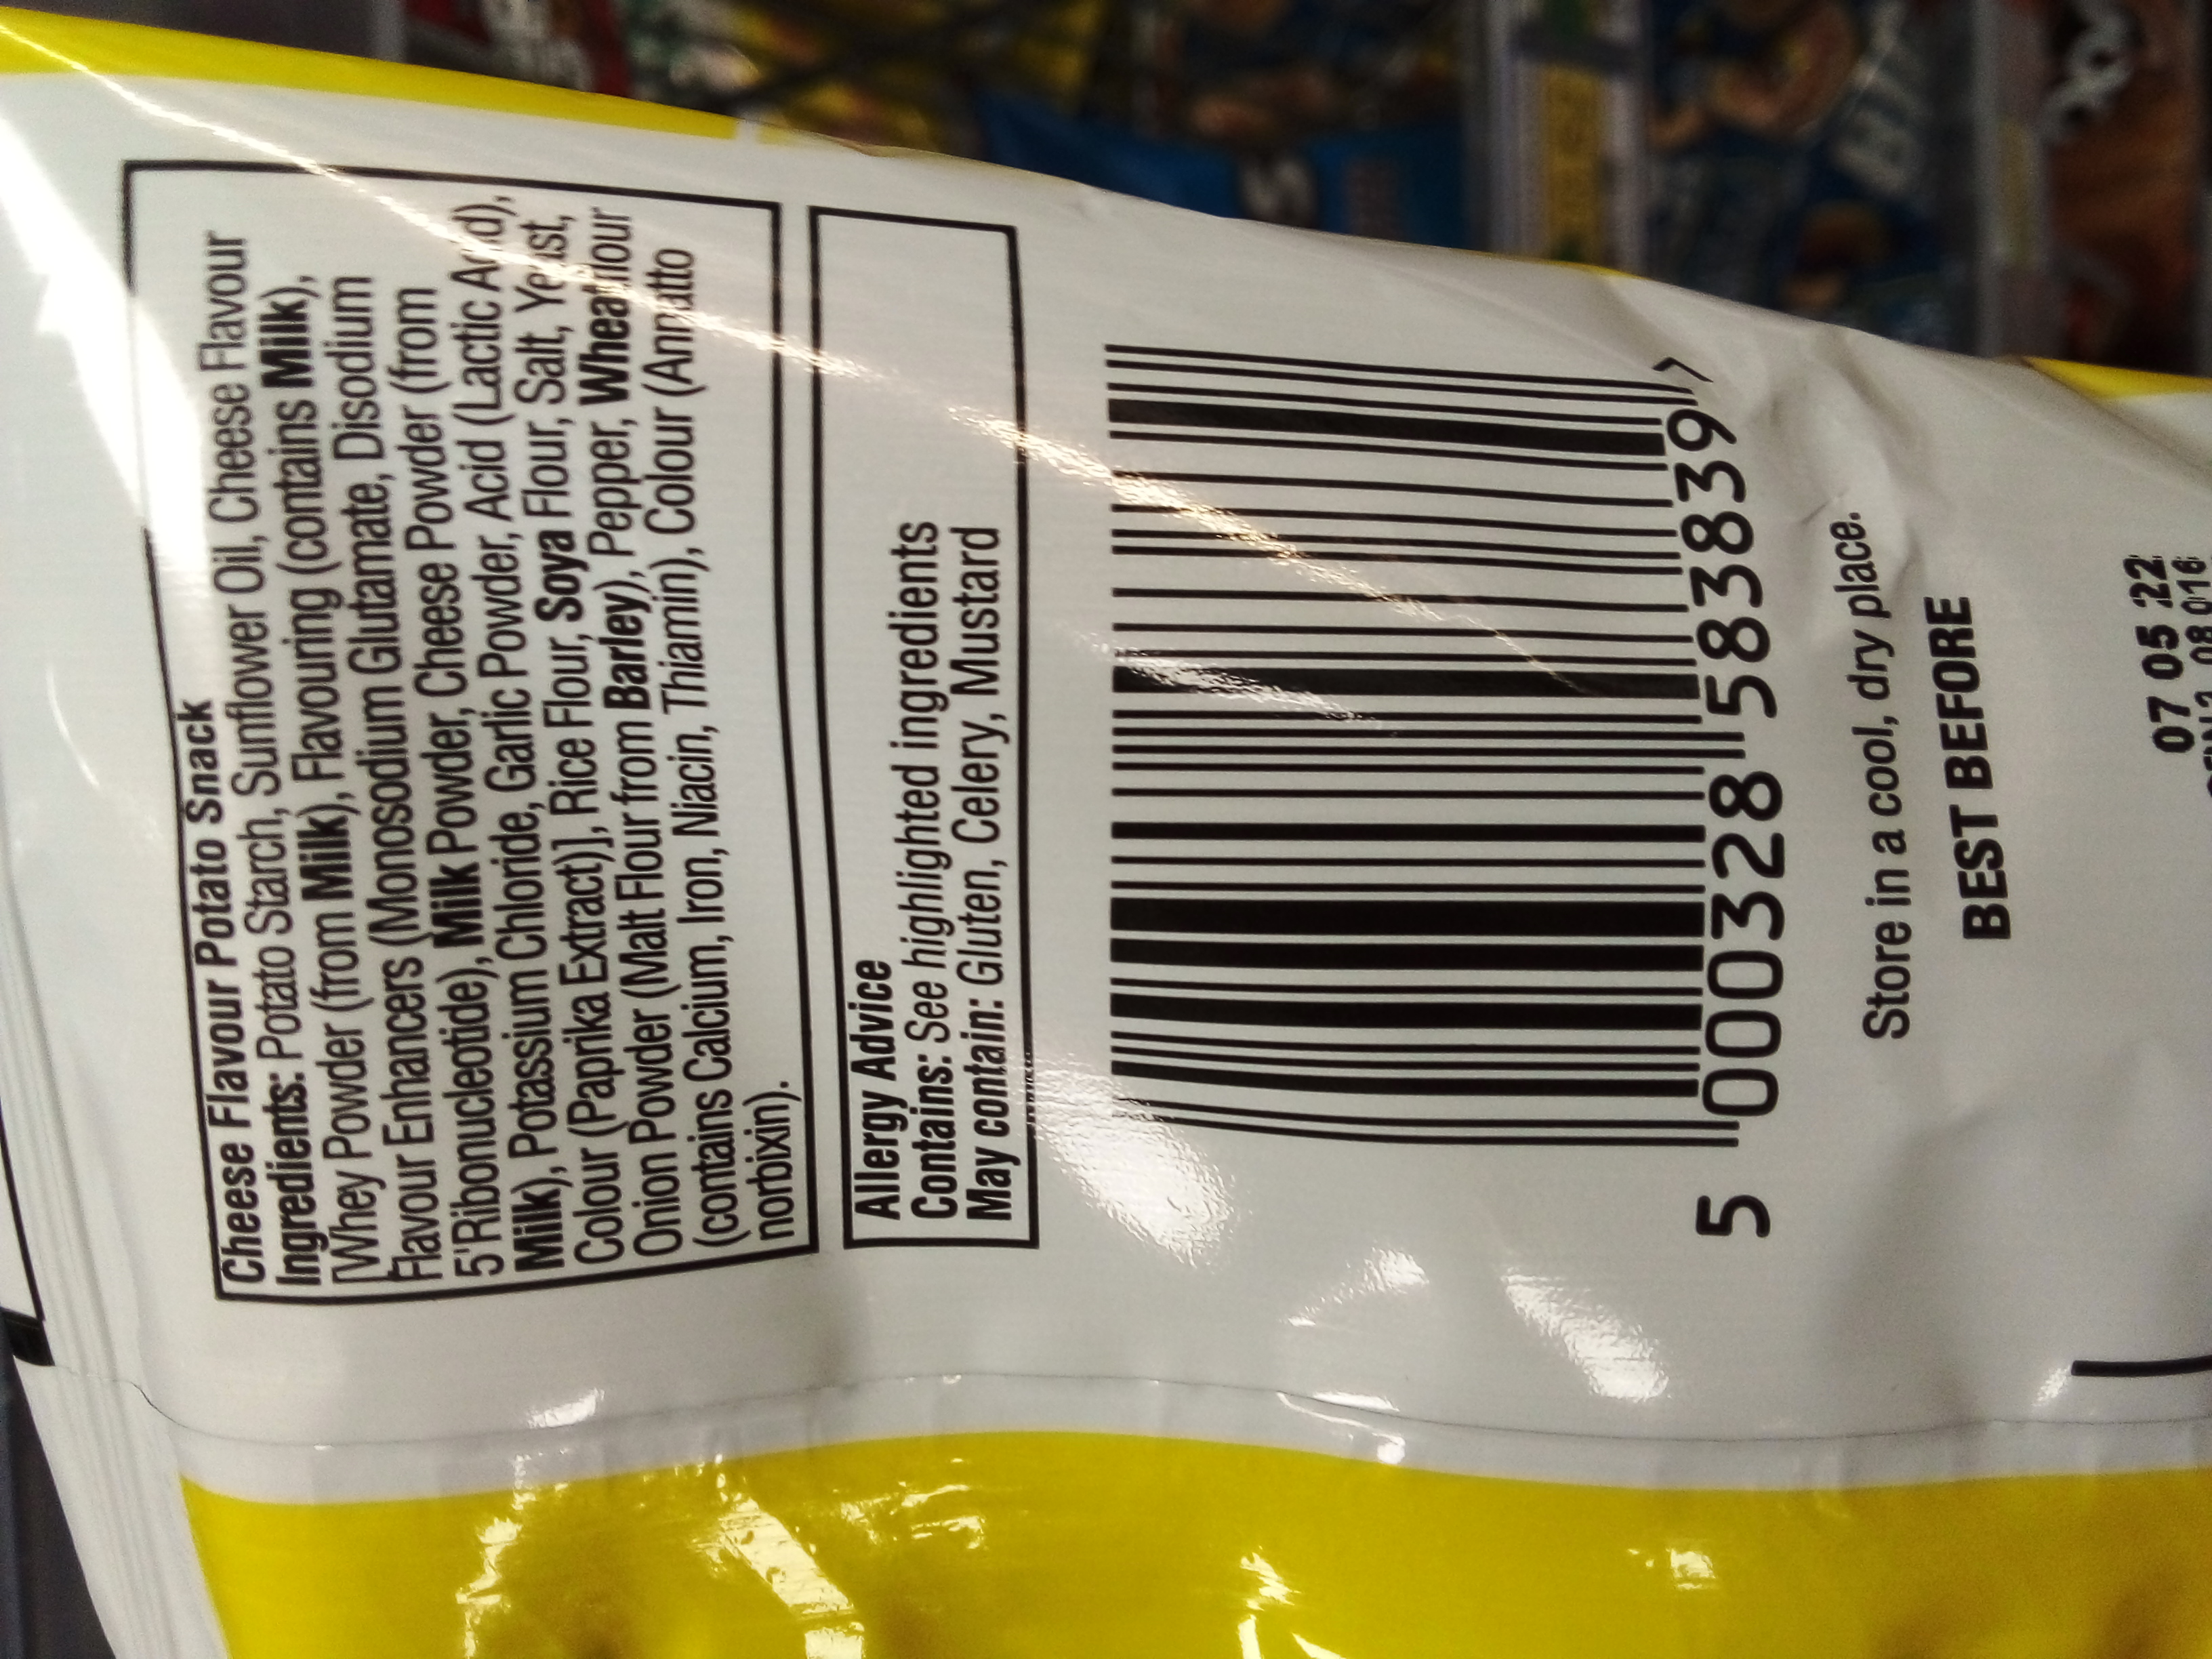 Cheese Flavour Potato Snack
Ingredients: Potato Starch, Sunflower Oil, Cheese Flavour
[Whey Powder (from Milk), Flavouring (contains Milk),
Flavour Enhancers (Monosodium Glutamate, Disodium
5'Ribonucleotide), Milk Powder, Cheese Powder (from
Milk), Potassium Chloride, Garlic Powder, Acid (Lactic Acid),
Colour (Paprika Extract)], Rice Flour, Soya Flour, Salt, Yeast,
Onion Powder (Malt Flour from Barley), Pepper, Wheat flour
(contains Calcium, Iron, Niacin, Thiamin), Colour (Annatto
norbixin).
Allergy Advice
Contains: See highlighted ingredients
May contain: Gluten, Celery, Mustard
5 000328 583839 >
Store in a cool, dry place.
BEST BEFORE
07 05 22
08 016